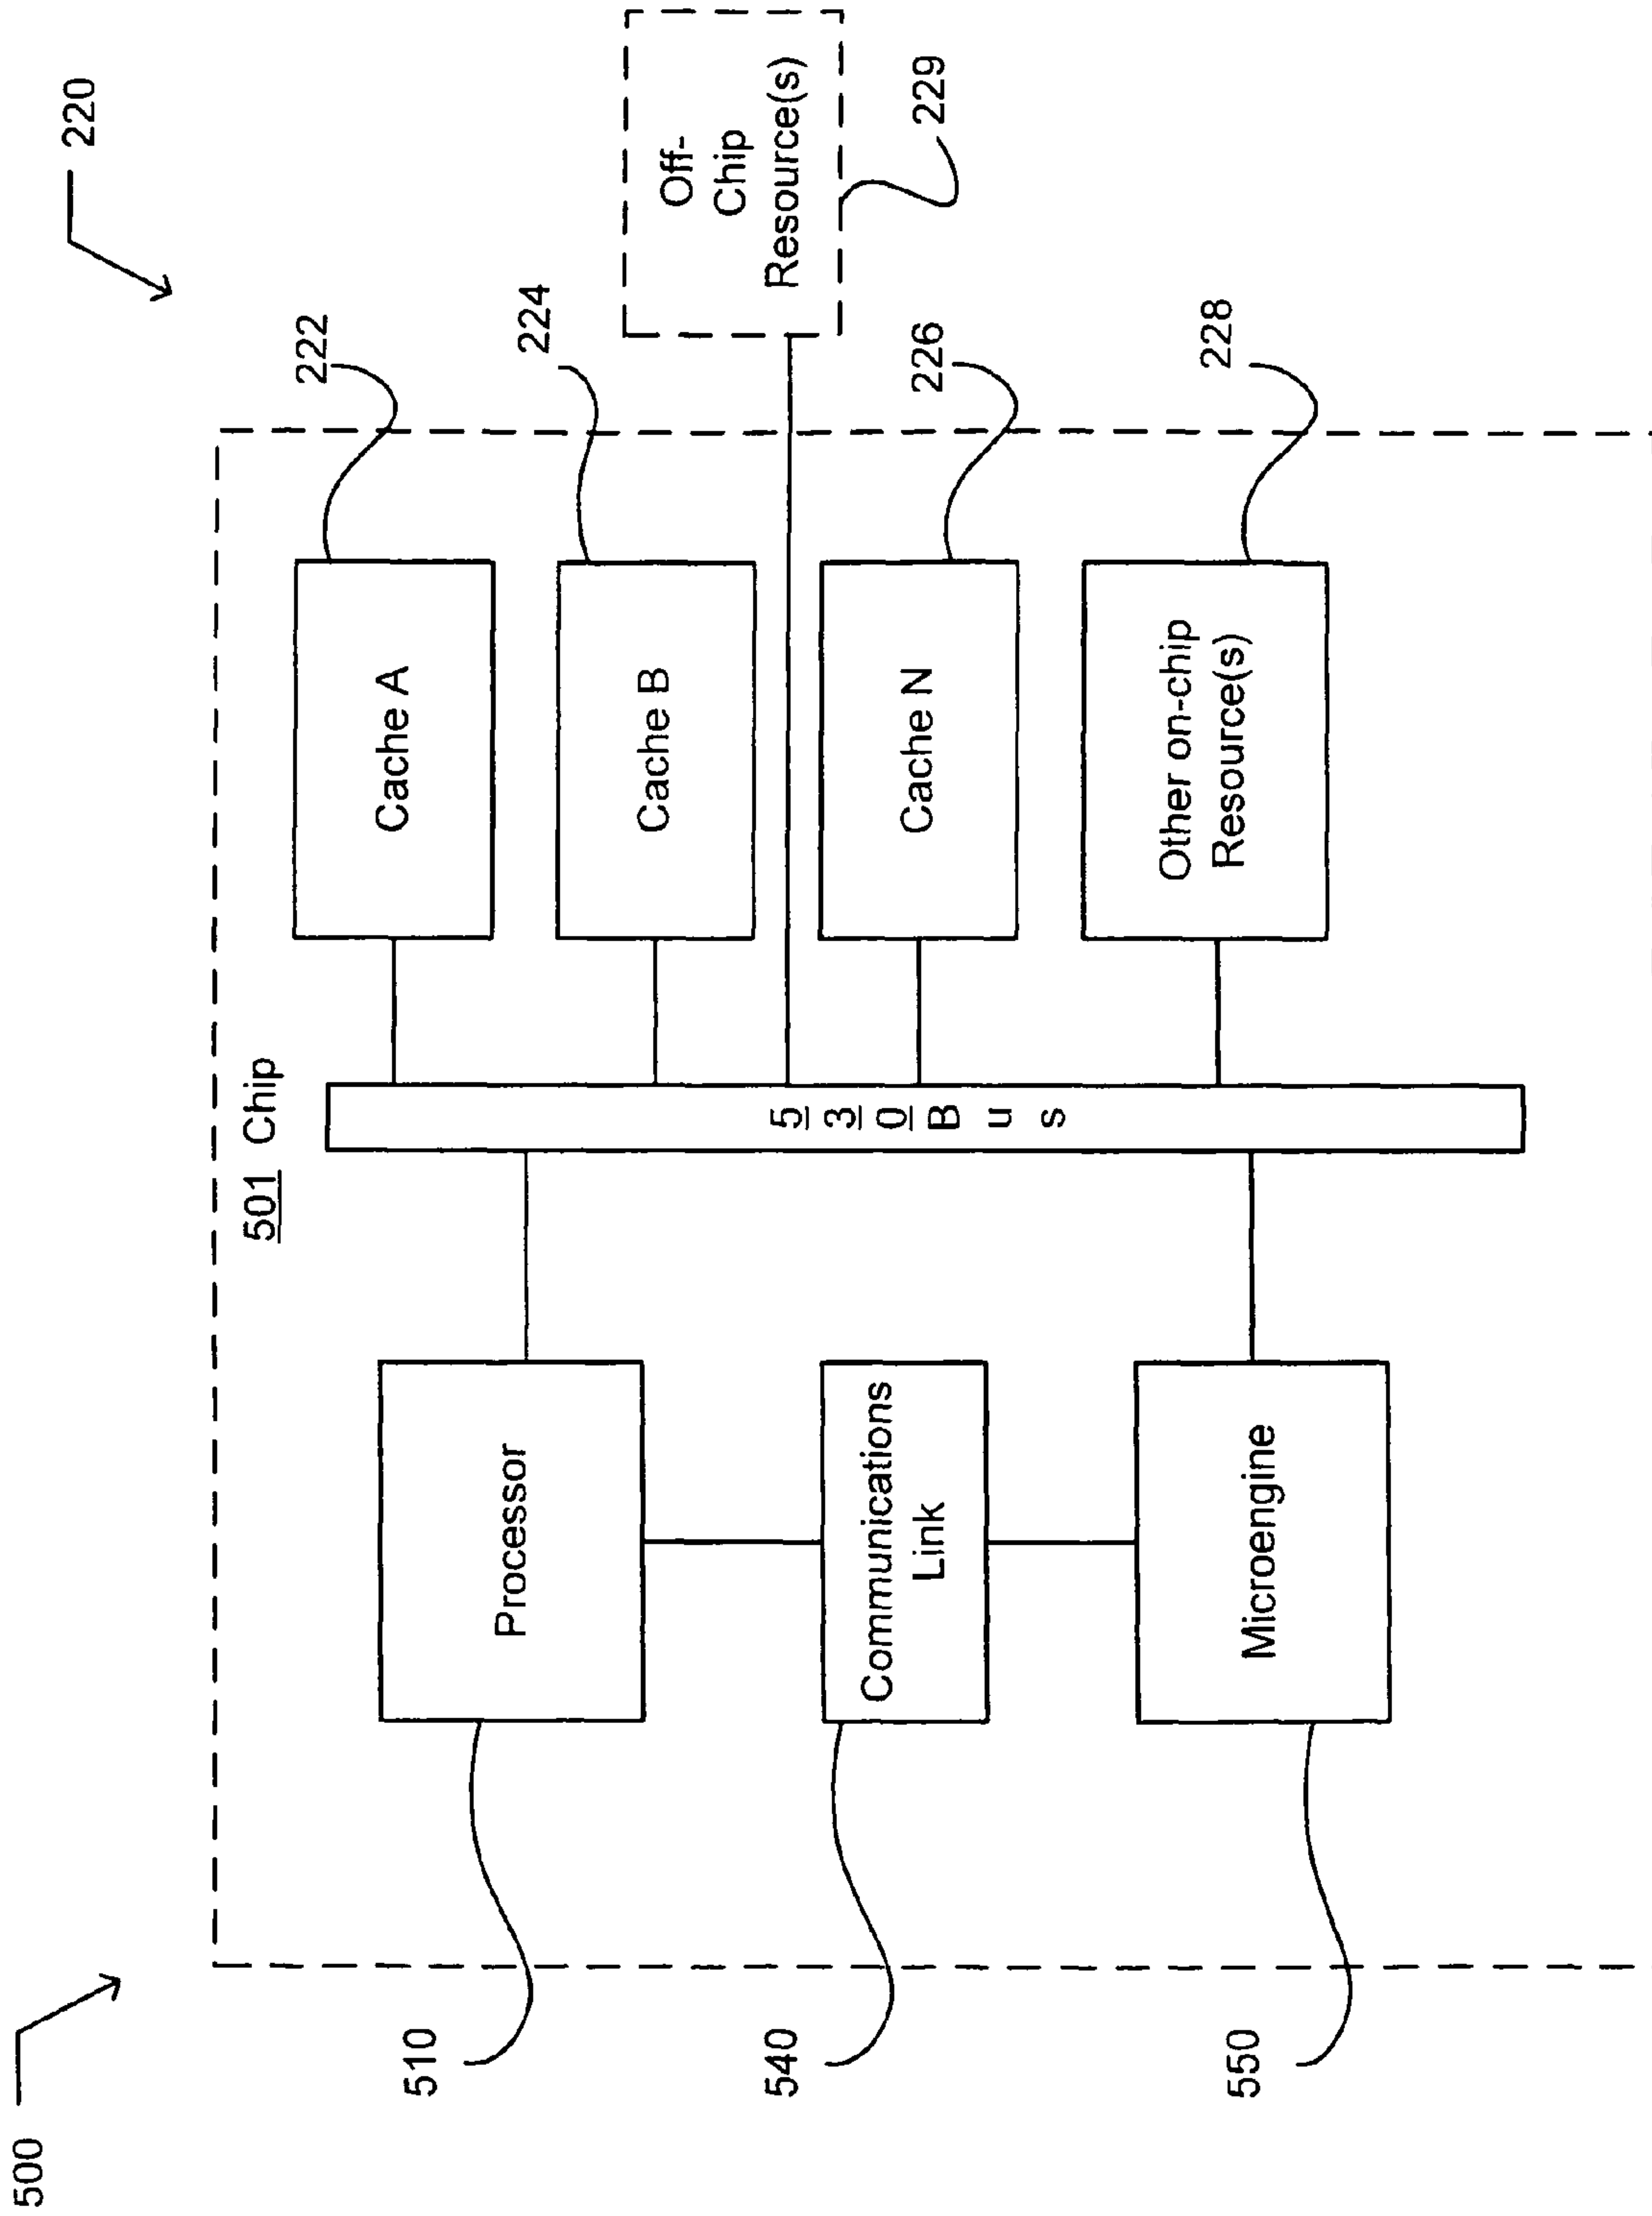 500
220
501 Chip
510
Processor
222
Cache A
224
Cache B
Off-
Chip
Resource(s)
229
530 Bus
540
Communications
Link
226
Cache N
228
Other on-chip
Resource(s)
550
Microengine